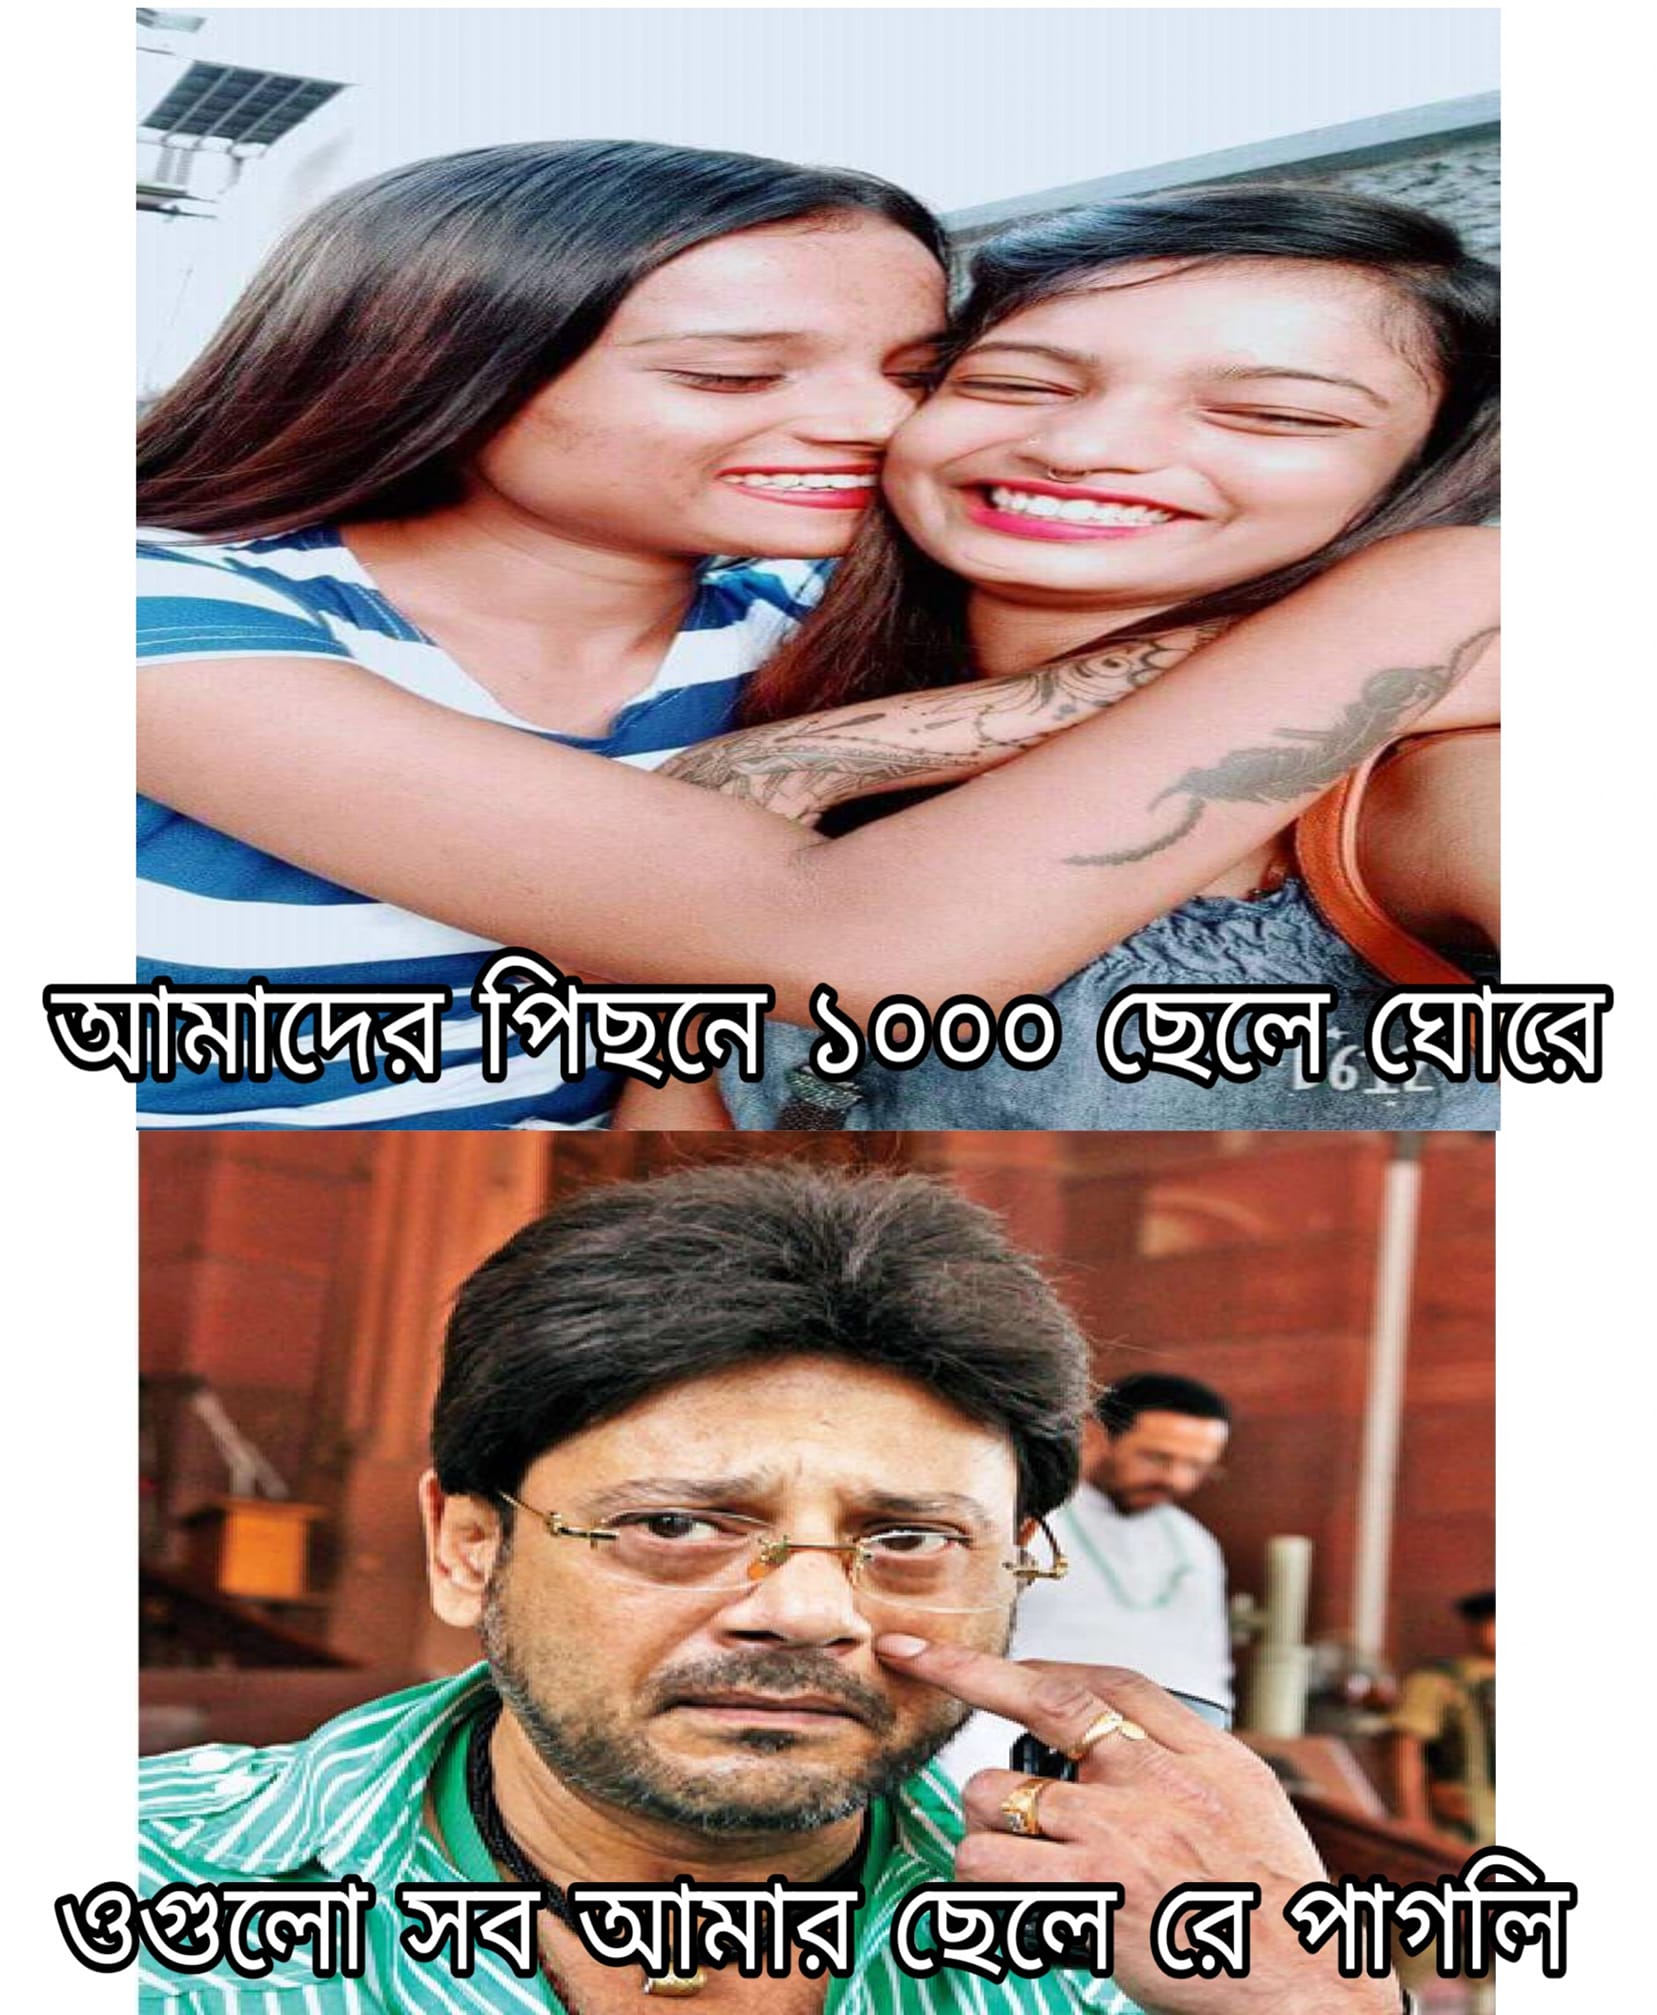 আমাদের পিছনে ১০০০ ছেলে ঘোরে
ওগুলো সব আমার ছেলে রে পাগলি